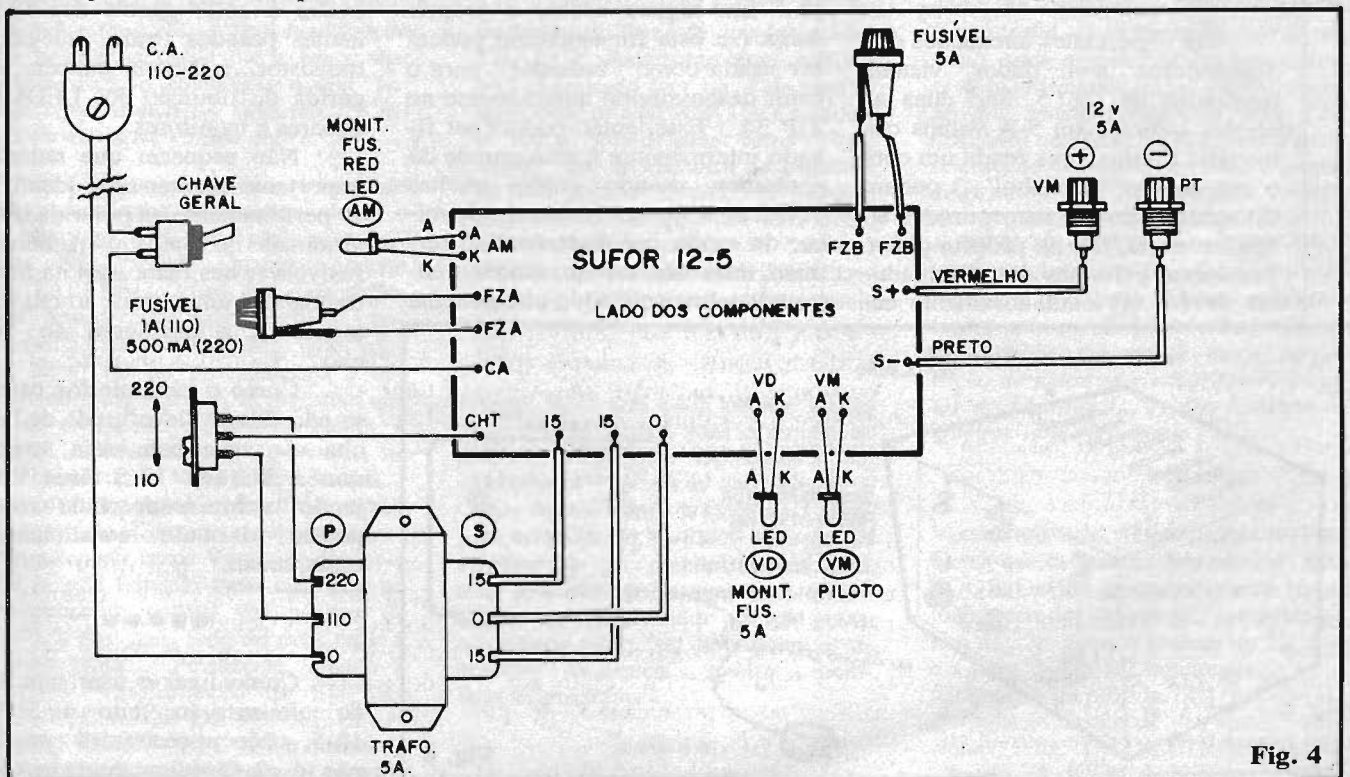 C.A.
110-220
CHAVE
GERAL
MONIT.
FUS.
RED
LED
AM
A
K
A
K
AM
FUSÍVEL
1A(110)
500 mA(220)
FZA
FZA
CA
CHT
220
110
SUFOR 12-5
LADO DOS COMPONENTES
FUSÍVEL
5A
FZB FZB
12 v
5A
+
−
VM
PT
S+
VERMELHO
S−
PRETO
15
15
0
VD
A K
VM
A K
A K
A K
LED
VD
MONIT.
FUS.
5A
LED
VM
PILOTO
P
S
220
110
0
15
0
15
TRAFO.
5A.
Fig. 4